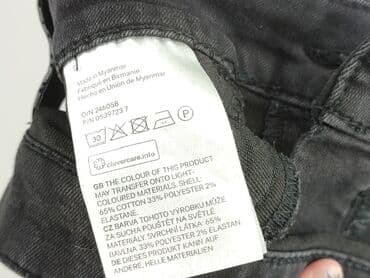 Made in Myanmar
Fabriqué en Birmanie
Hecho en Unión de Myanmar
O/N 246058
P/N 0539723 7
30
P
clevercare.info
GB THE COLOUR OF THIS PRODUCT
MAY TRANSFER ONTO LIGHT-
COLOURED MATERIALS. SHELL:
65% COTTON 33% POLYESTER 2%
ELASTANE.
CZ BARVA TOHOTO VÝROBKU MŮŽE
ZA SUCHA POUŠTĚT NA SVĚTLÉ
MATERIÁLY. SVRCHNÍ LÁTKA: 65%
BAVLNA 33% POLYESTER 2% ELASTAN.
DE DIESES PRODUKT KANN AUF
ANDERE, HELLE MATERIALIEN